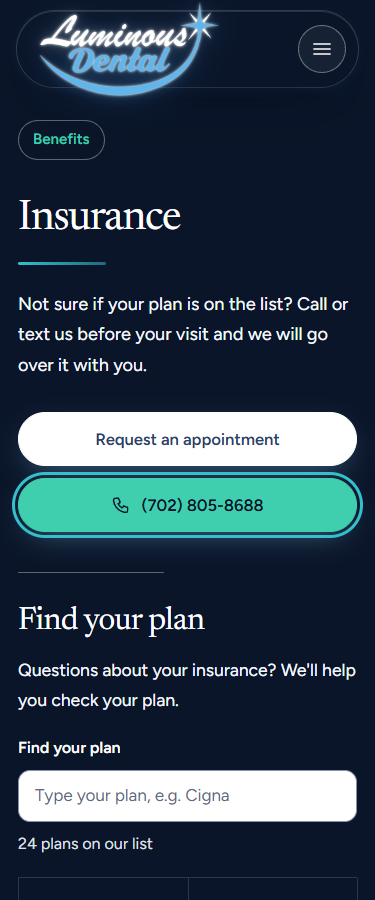 Luminous
Dental
Benefits
Insurance
Not sure if your plan is on the list? Call or
text us before your visit and we will go
over it with you.
Request an appointment
(702) 805-8688
Find your plan
Questions about your insurance? We'll help
you check your plan.
Find your plan
Type your plan, e.g. Cigna
24 plans on our list